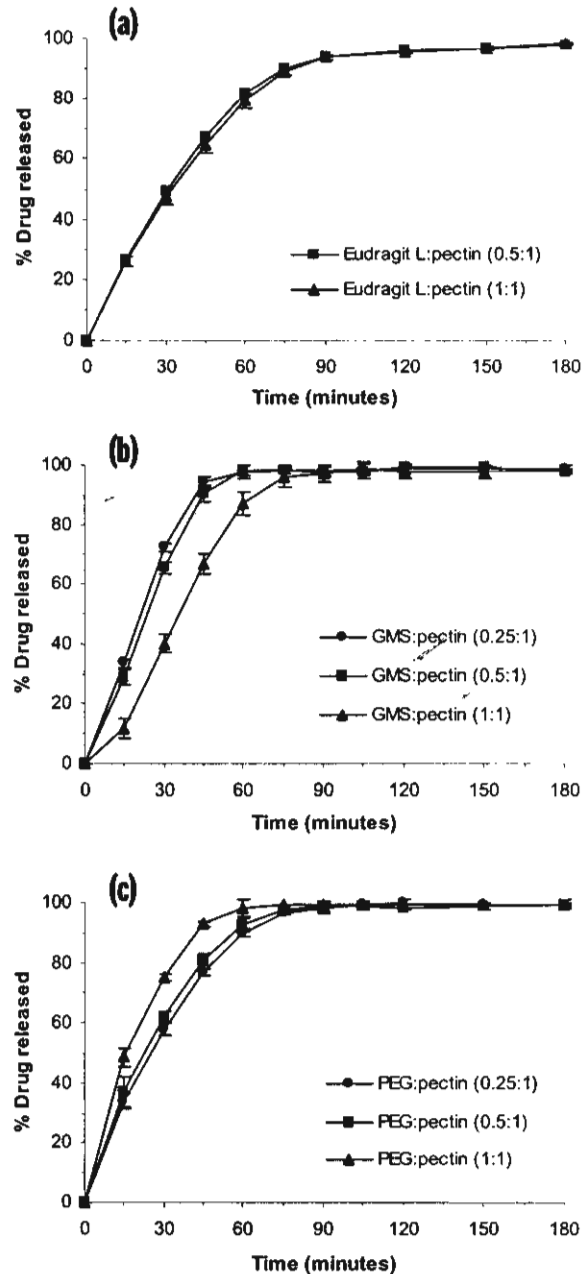 (a)
100
80
60
40
20
0
% Drug released
Eudragit L:pectin (0.5:1)
Eudragit L:pectin (1:1)
0 30 60 90 120 150 180
Time (minutes)
(b)
100
80
60
40
20
0
% Drug released
GMS:pectin (0.25:1)
GMS:pectin (0.5:1)
GMS:pectin (1:1)
0 30 60 90 120 150 180
Time (minutes)
(c)
100
80
60
40
20
0
% Drug released
PEG:pectin (0.25:1)
PEG:pectin (0.5:1)
PEG:pectin (1:1)
0 30 60 90 120 150 180
Time (minutes)